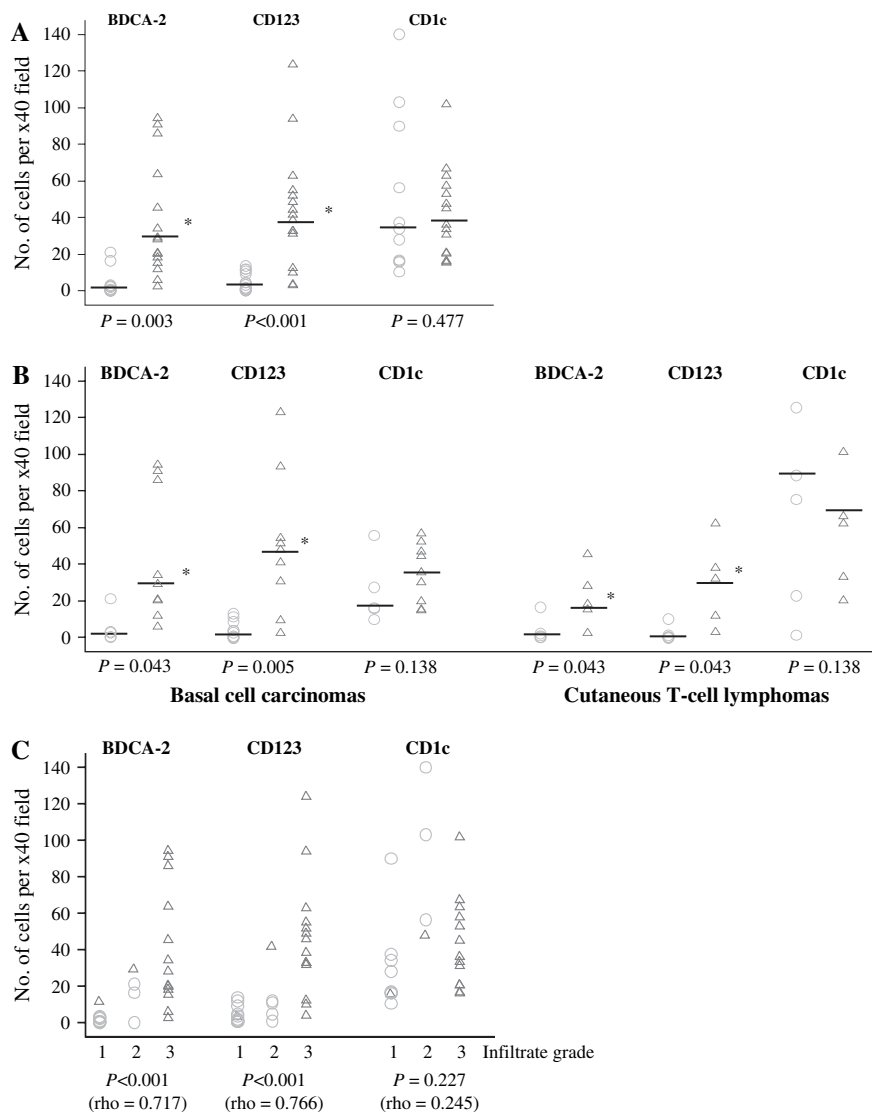 A
BDCA-2 CD123 CD1c
No. of cells per x40 field
140
120
100
80
60
40
20
0
* *
P = 0.003 P<0.001 P = 0.477
B
BDCA-2 CD123 CD1c BDCA-2 CD123 CD1c
No. of cells per x40 field
140
120
100
80
60
40
20
0
* * * *
P = 0.043 P = 0.005 P = 0.138 P = 0.043 P = 0.043 P = 0.138
Basal cell carcinomas Cutaneous T-cell lymphomas
C
BDCA-2 CD123 CD1c
No. of cells per x40 field
140
120
100
80
60
40
20
0
1 2 3 1 2 3 1 2 3 Infiltrate grade
P<0.001 P<0.001 P = 0.227
(rho = 0.717) (rho = 0.766) (rho = 0.245)